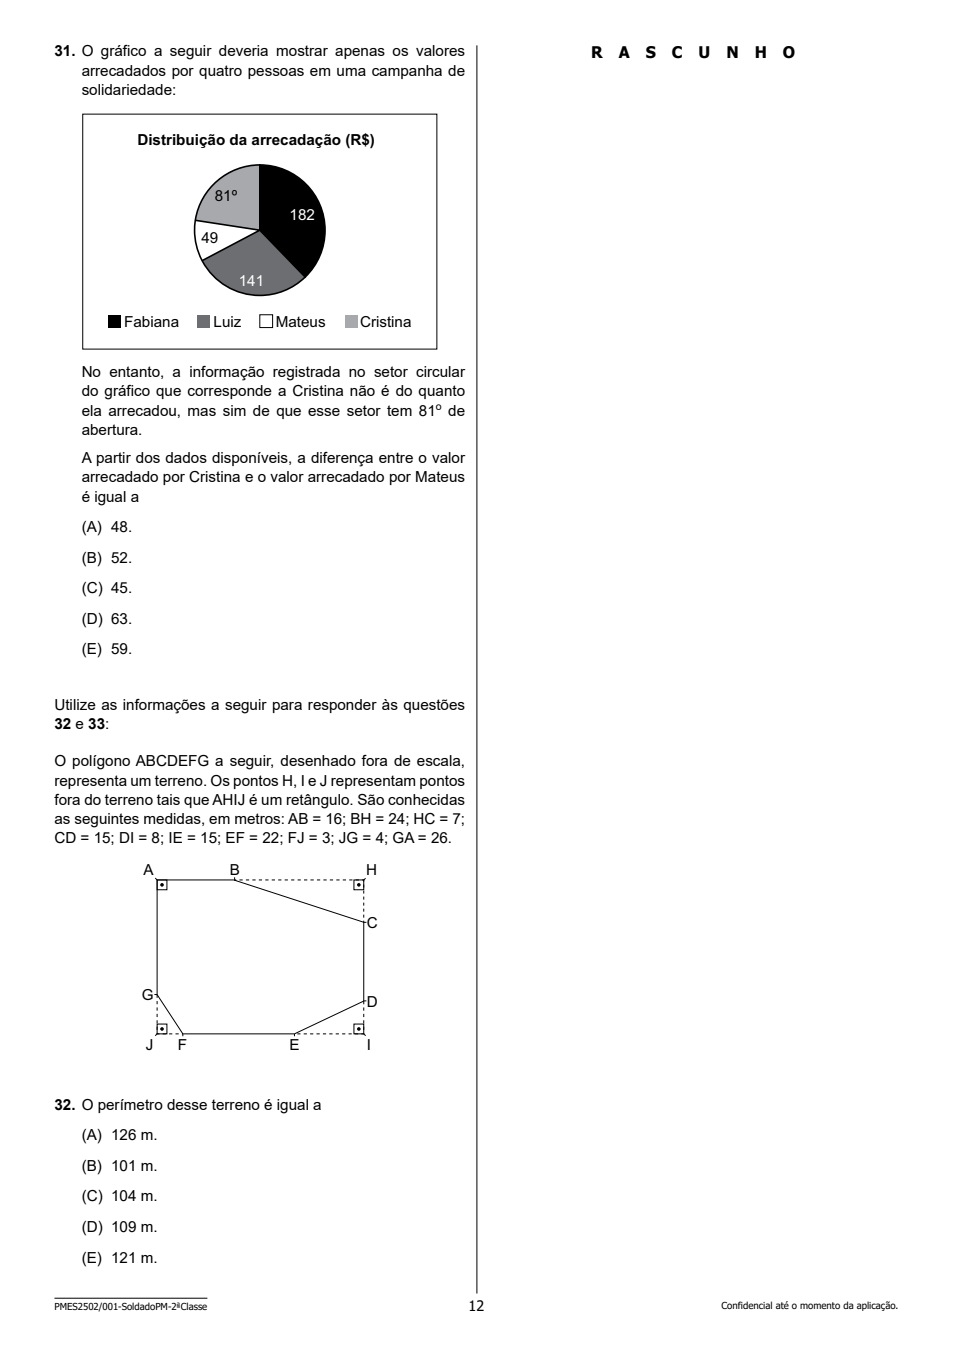 31. O gráfico a seguir deveria mostrar apenas os valores
arrecadados por quatro pessoas em uma campanha de
solidariedade:
Distribuição da arrecadação (R$)
81º
182
49
141
Fabiana Luiz Mateus Cristina
No entanto, a informação registrada no setor circular
do gráfico que corresponde a Cristina não é do quanto
ela arrecadou, mas sim de que esse setor tem 81º de
abertura.
A partir dos dados disponíveis, a diferença entre o valor
arrecadado por Cristina e o valor arrecadado por Mateus
é igual a
(A) 48.
(B) 52.
(C) 45.
(D) 63.
(E) 59.
Utilize as informações a seguir para responder às questões
32 e 33:
O polígono ABCDEFG a seguir, desenhado fora de escala,
representa um terreno. Os pontos H, I e J representam pontos
fora do terreno tais que AHIJ é um retângulo. São conhecidas
as seguintes medidas, em metros: AB = 16; BH = 24; HC = 7;
CD = 15; DI = 8; IE = 15; EF = 22; FJ = 3; JG = 4; GA = 26.
A B H
C
G D
J F E I
32. O perímetro desse terreno é igual a
(A) 126 m.
(B) 101 m.
(C) 104 m.
(D) 109 m.
(E) 121 m.
R A S C U N H O
PMES2502/001-SoldadoPM-2ªClasse
12
Confidencial até o momento da aplicação.